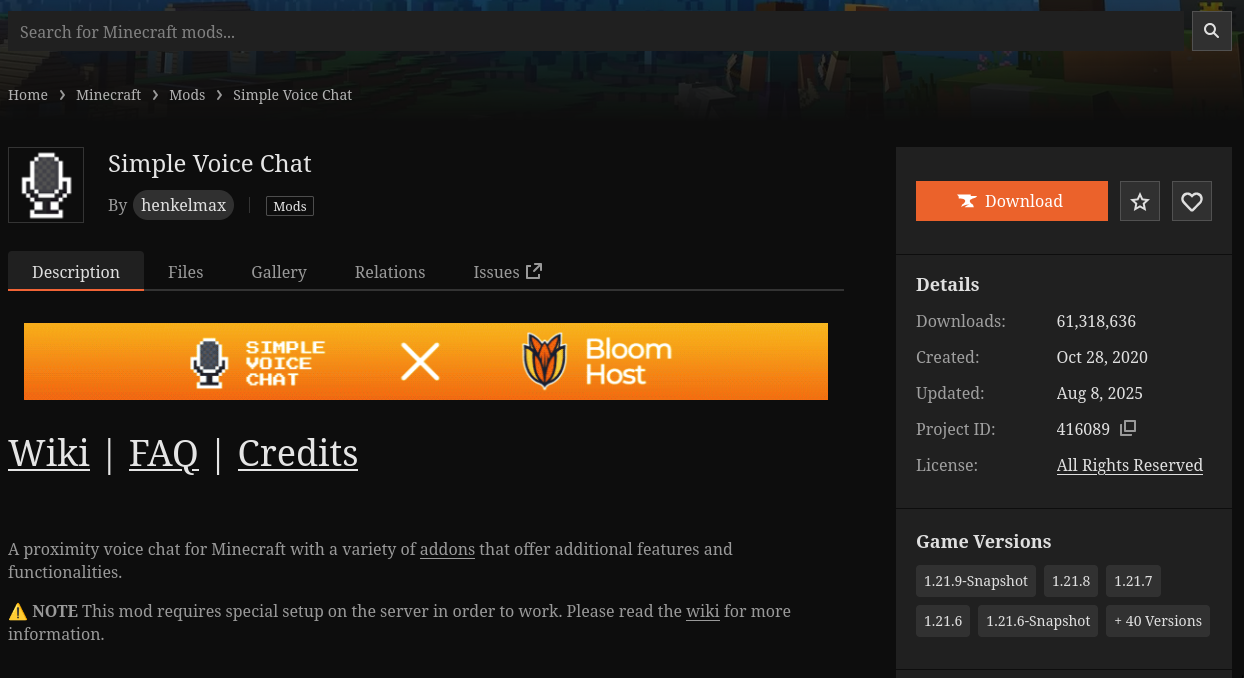 Search for Minecraft mods...
Home > Minecraft > Mods > Simple Voice Chat
Simple Voice Chat
By henkelmax Mods
Description Files Gallery Relations Issues
SIMPLE
VOICE
CHAT
Bloom
Host
Wiki | FAQ | Credits
A proximity voice chat for Minecraft with a variety of addons that offer additional features and
functionalities.
⚠️ NOTE This mod requires special setup on the server in order to work. Please read the wiki for more
information.
Download
Details
Downloads: 61,318,636
Created: Oct 28, 2020
Updated: Aug 8, 2025
Project ID: 416089
License: All Rights Reserved
Game Versions
1.21.9-Snapshot 1.21.8 1.21.7
1.21.6 1.21.6-Snapshot + 40 Versions